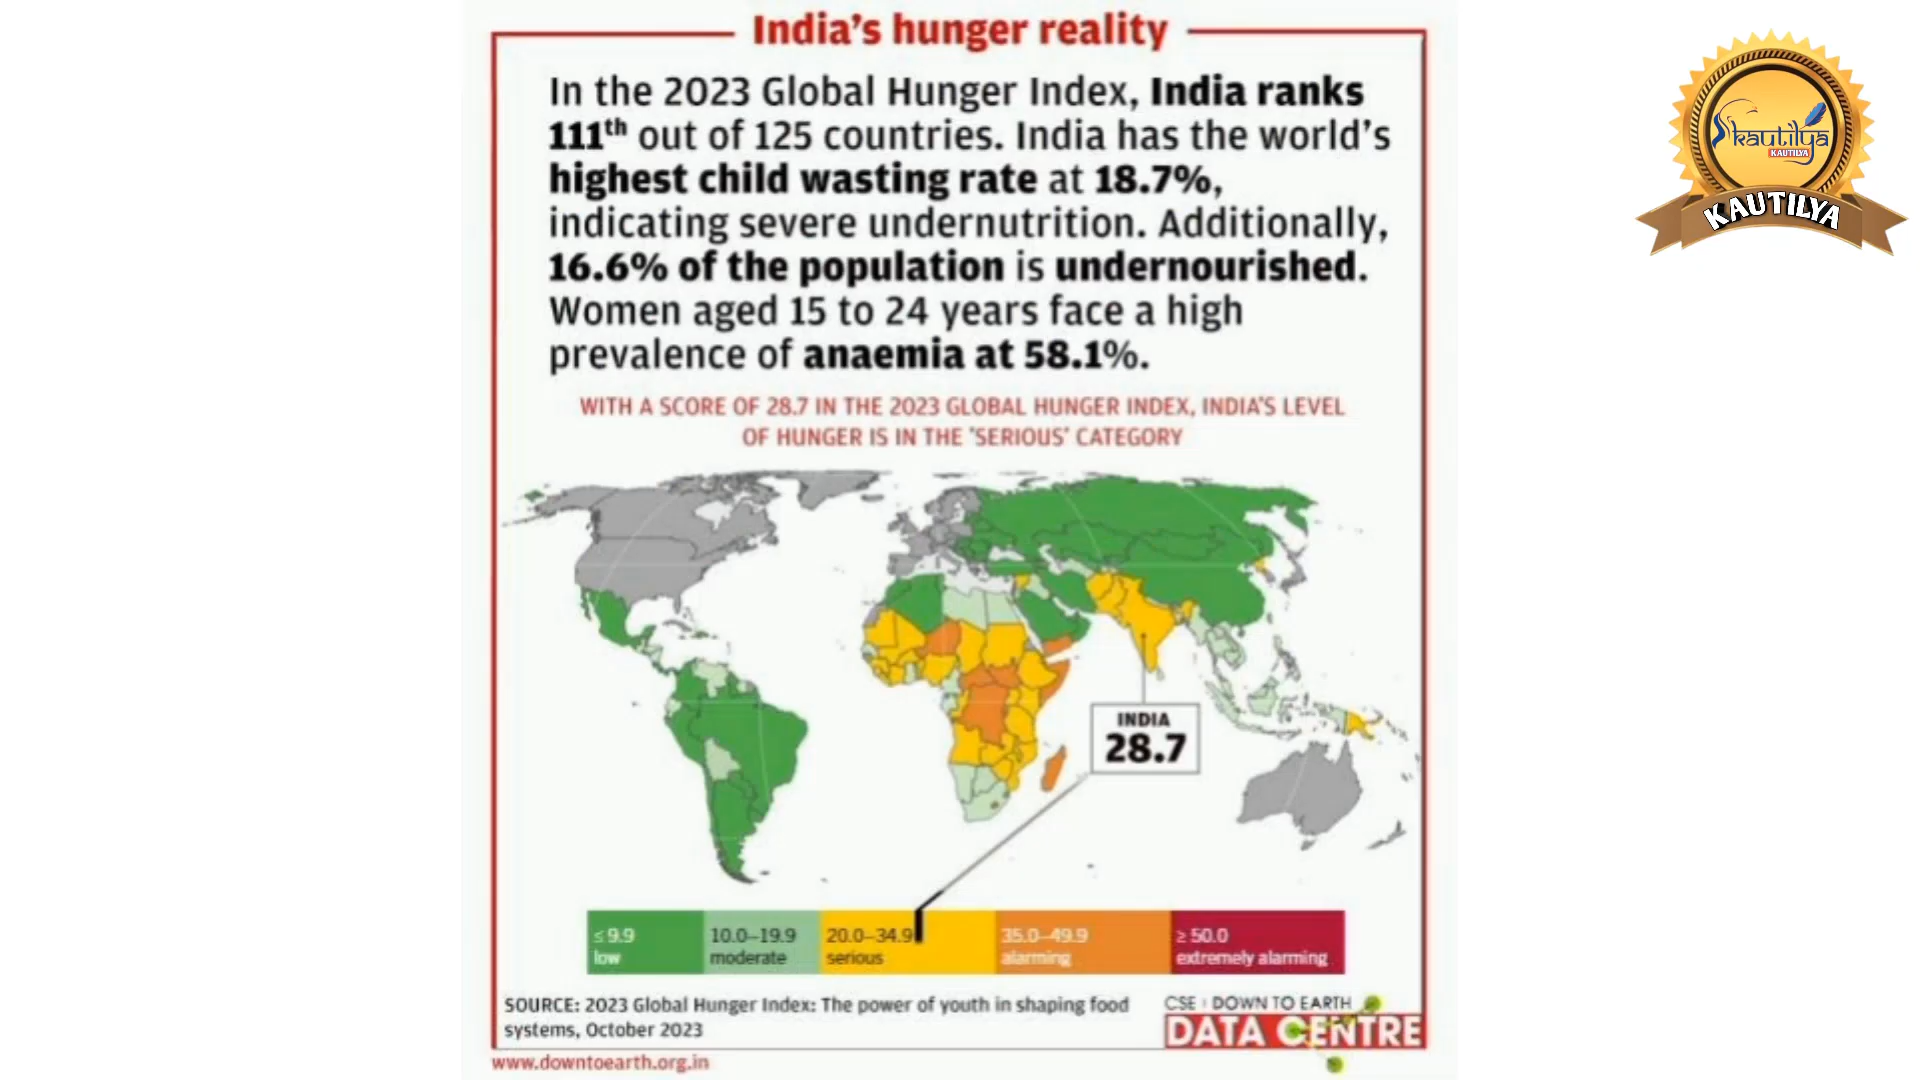 India's hunger reality
In the 2023 Global Hunger Index, India ranks
111th out of 125 countries. India has the world's
highest child wasting rate at 18.7%,
indicating severe undernutrition. Additionally,
16.6% of the population is undernourished.
Women aged 15 to 24 years face a high
prevalence of anaemia at 58.1%.
WITH A SCORE OF 28.7 IN THE 2023 GLOBAL HUNGER INDEX, INDIA'S LEVEL
OF HUNGER IS IN THE 'SERIOUS' CATEGORY
INDIA
28.7
≤ 9.9
low
10.0–19.9
moderate
20.0–34.9
serious
35.0–49.9
alarming
≥ 50.0
extremely alarming
SOURCE: 2023 Global Hunger Index: The power of youth in shaping food
systems, October 2023
CSE | DOWN TO EARTH
DATA CENTRE
www.downtoearth.org.in
kautilya
KAUTILYA
KAUTILYA